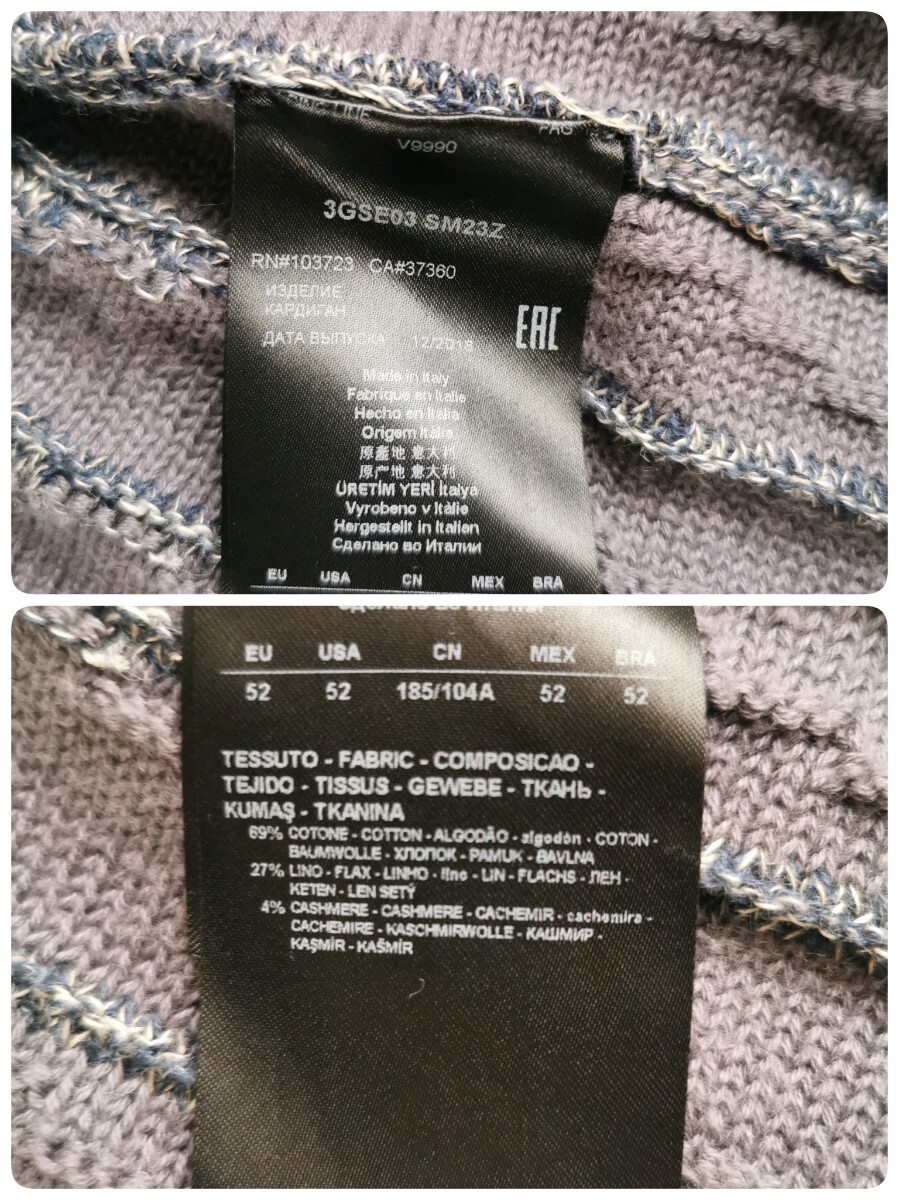 V9990
3GSE03 SM23Z
RN#103723 CA#37360
ИЗДЕЛИЕ
КАРДИГАН
EAC
ДАТА ВЫПУСКА 12/2018
Made in Italy
Fabriqué en Italie
Hecho en Italia
Origem Itália
原產地 意大利
原产地 意大利
ÜRETİM YERİ İtalya
Vyrobeno v Itálie
Hergestellt in Italien
Сделано во Италии
EU USA CN MEX BRA
Сделано во Италии
EU USA CN MEX BRA
52 52 185/104A 52 52
TESSUTO - FABRIC - COMPOSICAO -
TEJIDO - TISSUS - GEWEBE - ТКАНЬ -
KUMAŞ - TKANINA
69% COTONE - COTTON - ALGODÃO - algodón - COTON -
BAUMWOLLE - ХЛОПОК - PAMUK - BAVLNA
27% LINO - FLAX - LINHO - lino - LIN - FLACHS - ЛЕН -
KETEN - LEN SETÝ
4% CASHMERE - CASHMERE - CACHEMIR - cachemira -
CACHEMIRE - KASCHMIRWOLLE - КАШМИР -
KAŞMİR - KAŠMÍR